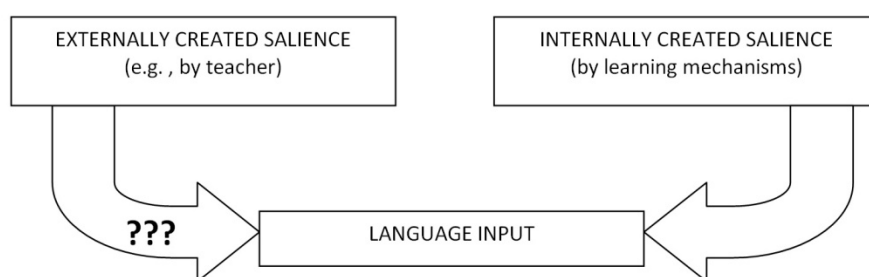 EXTERNALLY CREATED SALIENCE
(e.g. , by teacher)
INTERNALLY CREATED SALIENCE
(by learning mechanisms)
???
LANGUAGE INPUT